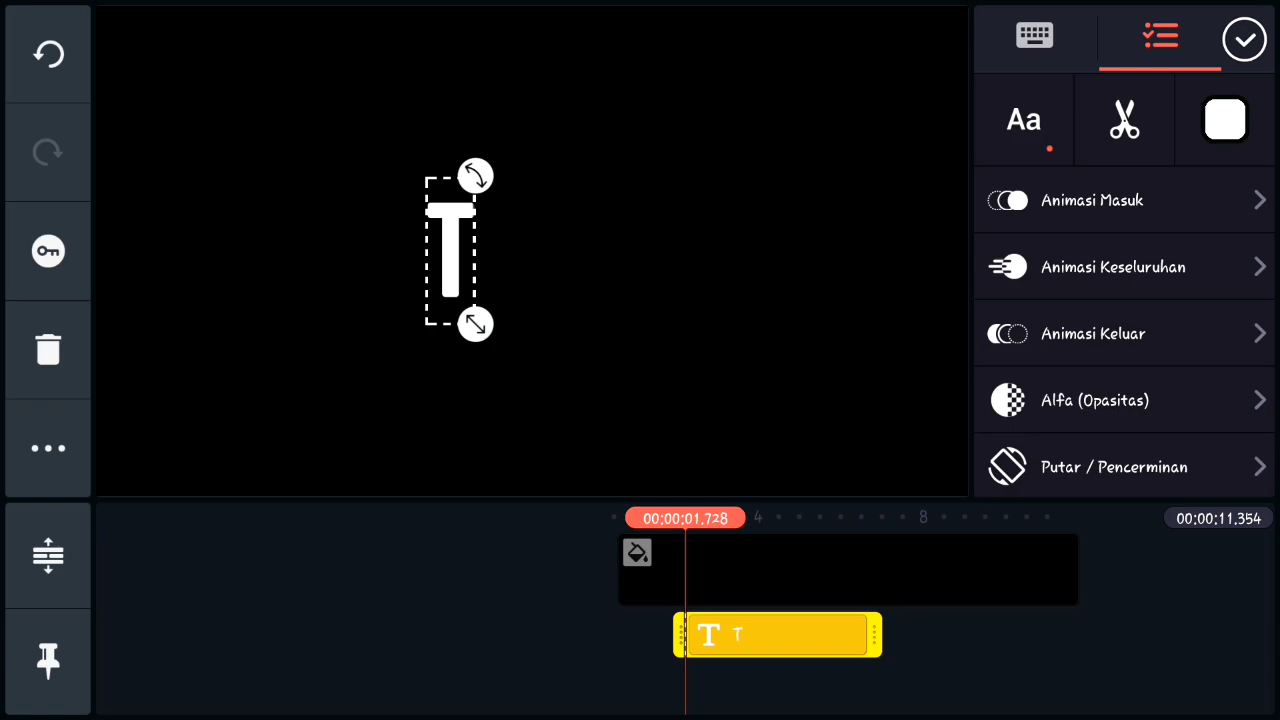 T
Aa
Animasi Masuk
Animasi Keseluruhan
Animasi Keluar
Alfa (Opasitas)
Putar / Pencerminan
00:00:01.728
4
8
00:00:11.354
T T